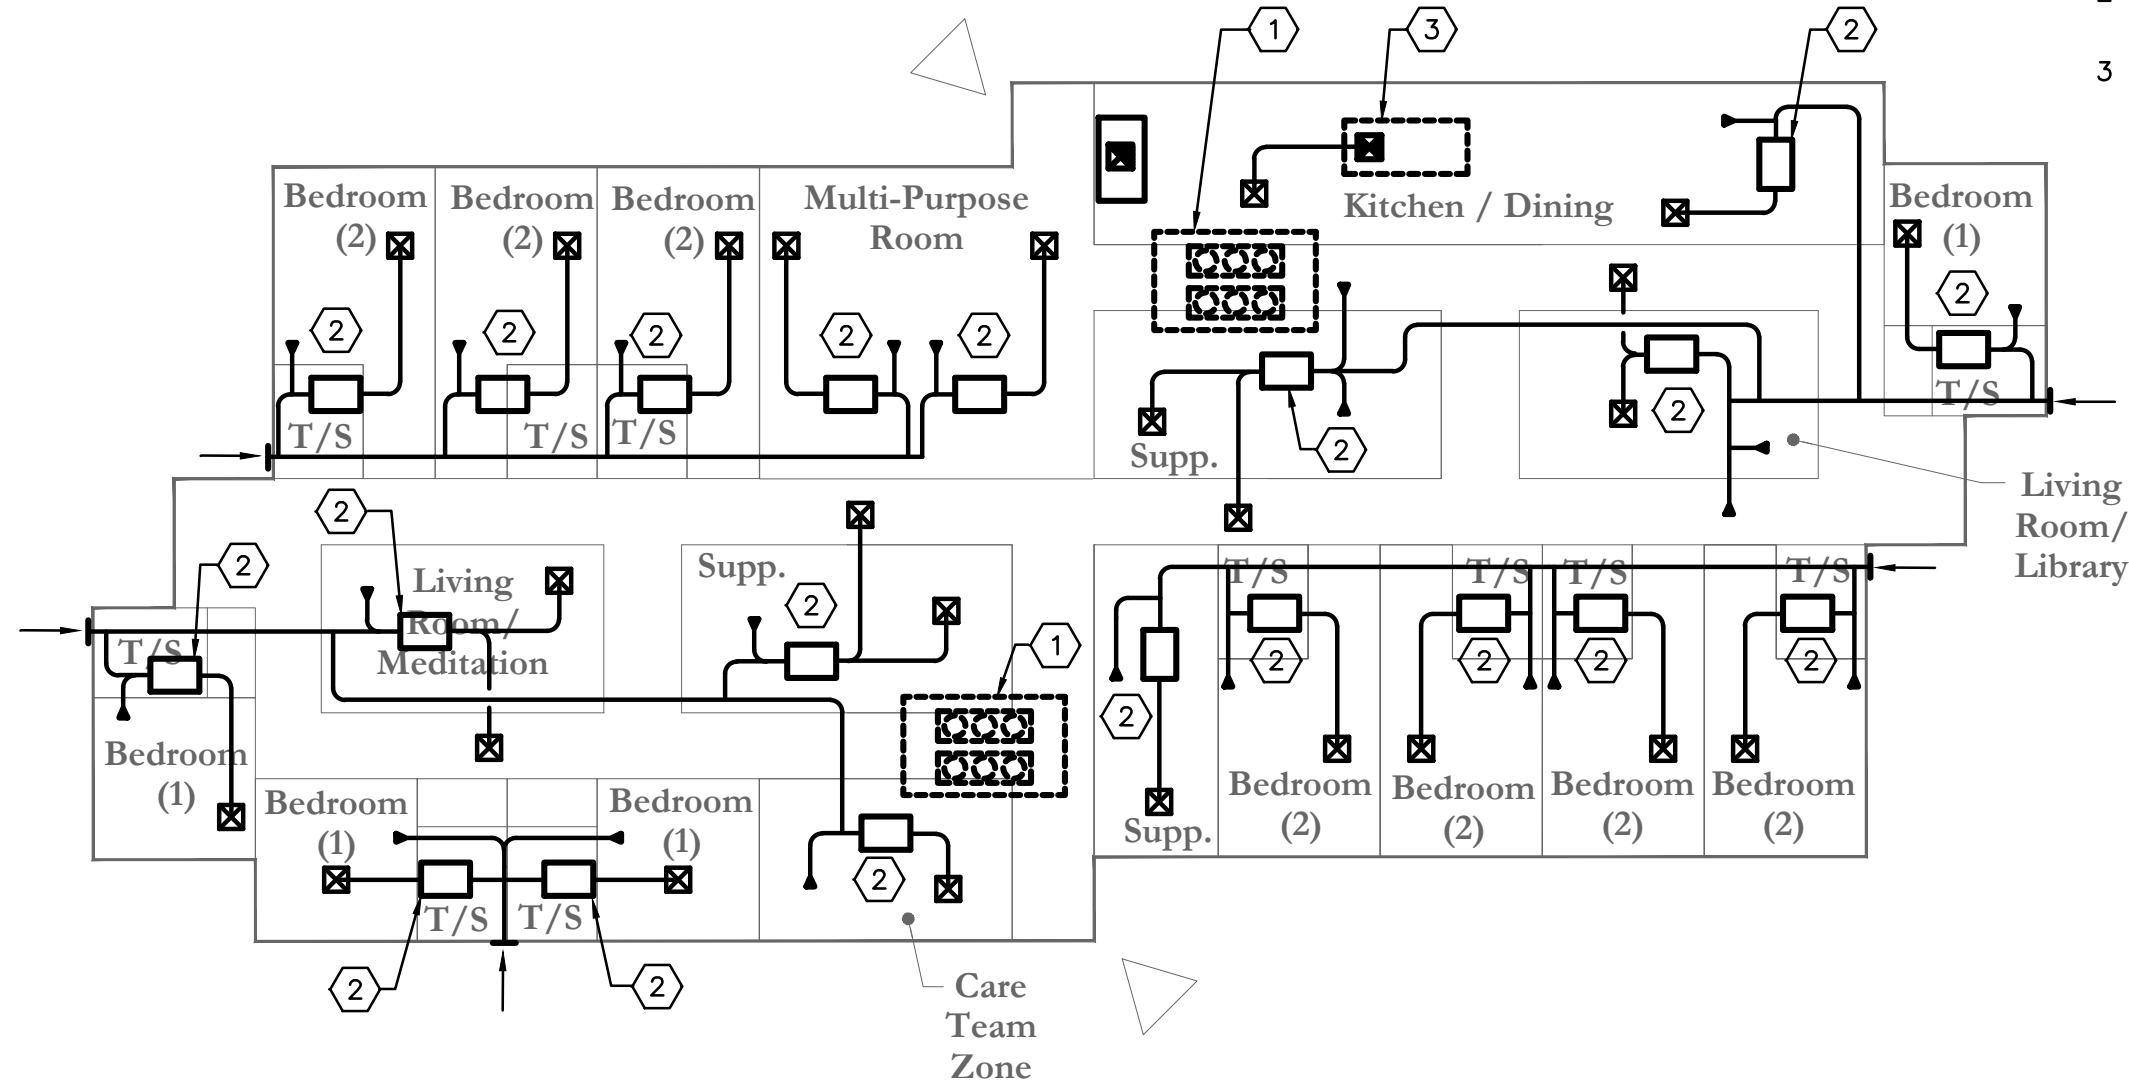 1
3
2
3
Bedroom
(2)
Bedroom
(2)
Bedroom
(2)
Multi-Purpose
Room
Kitchen / Dining
Bedroom
(1)
2
2
2
2
2
2
T/S
T/S
T/S
T/S
Supp.
2
2
Living
Room/
Library
2
2
Living
Room/
Meditation
Supp.
2
1
T/S
T/S
T/S
T/S
T/S
2
2
2
2
2
Bedroom
(1)
Bedroom
(1)
Bedroom
(1)
Supp.
Bedroom
(2)
Bedroom
(2)
Bedroom
(2)
Bedroom
(2)
2
T/S
T/S
2
2
Care
Team
Zone